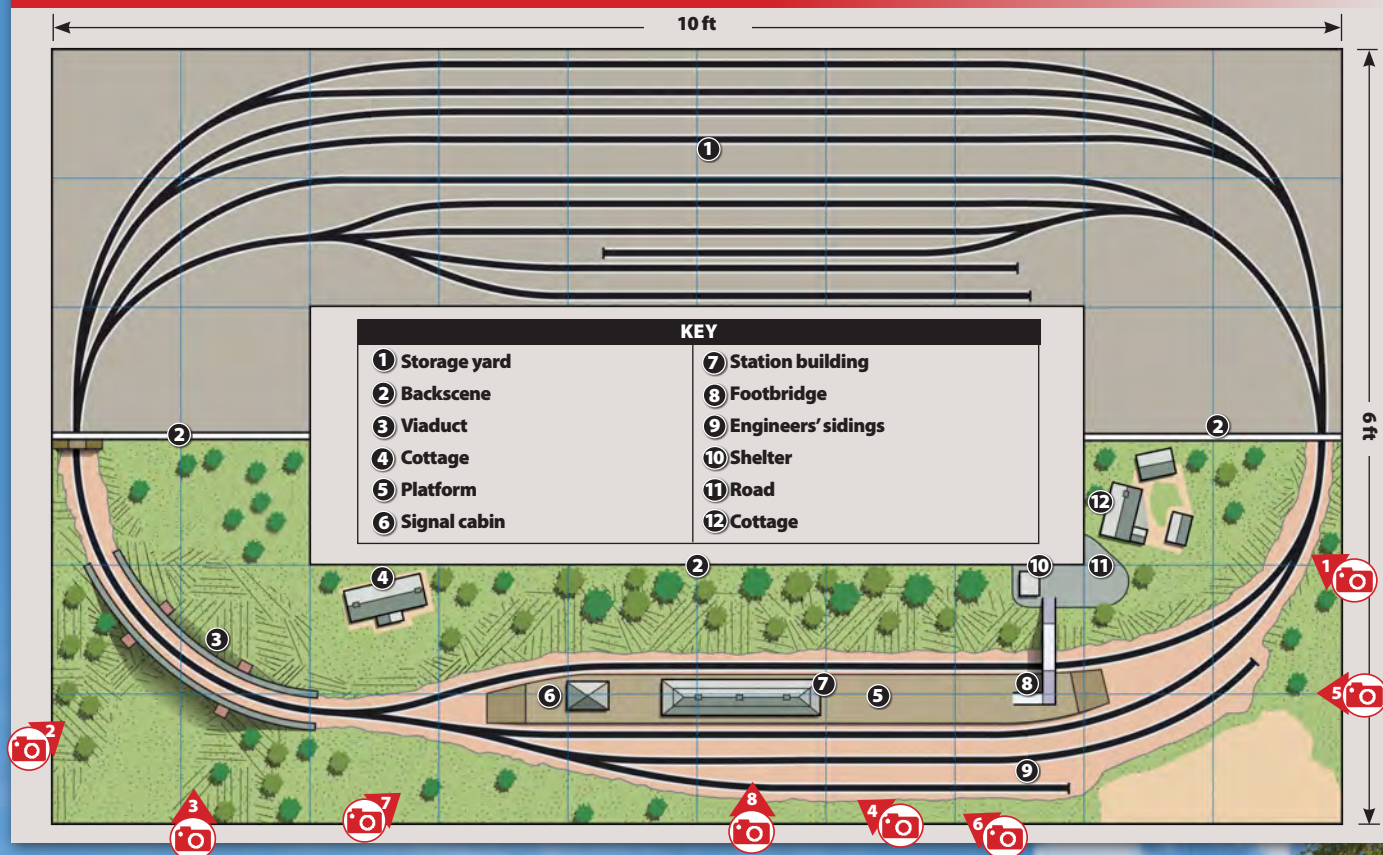 10 ft
6 ft
1
2
2
KEY
1 Storage yard
2 Backscene
3 Viaduct
4 Cottage
5 Platform
6 Signal cabin
7 Station building
8 Footbridge
9 Engineers' sidings
10 Shelter
11 Road
12 Cottage
12
4
2
10
11
1
3
6
7
5
8
5
2
9
3
7
8
4
6